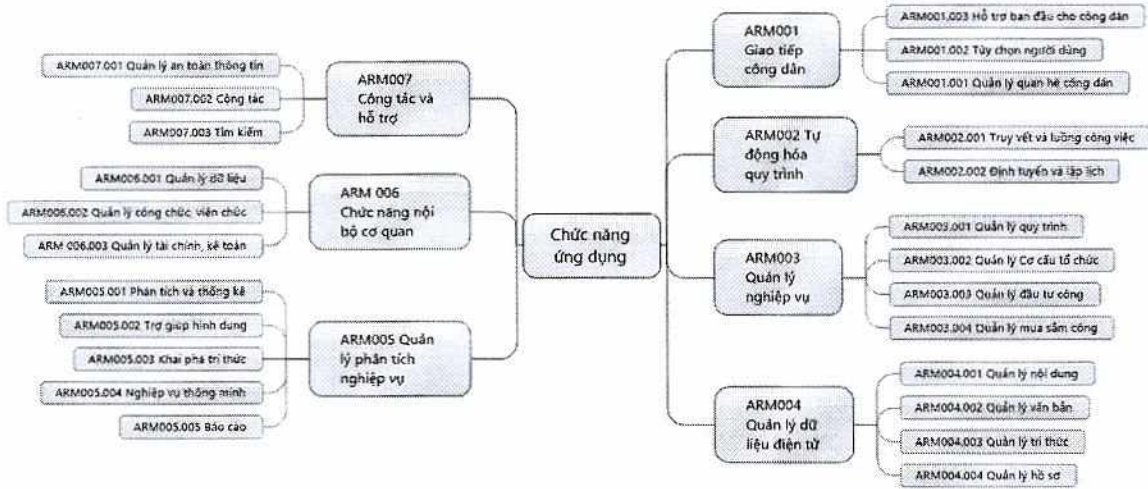 ARM007.001 Quản lý an toàn thông tin
ARM007.002 Cộng tác
ARM007.003 Tìm kiếm
ARM007
Cộng tác và
hỗ trợ
ARM006.001 Quản lý dữ liệu
ARM006.002 Quản lý công chức, viên chức
ARM 006.003 Quản lý tài chính, kế toán
ARM 006
Chức năng nội
bộ cơ quan
ARM005.001 Phân tích và thống kê
ARM005.002 Trợ giúp hình dung
ARM005.003 Khai phá tri thức
ARM005.004 Nghiệp vụ thông minh
ARM005.005 Báo cáo
ARM005 Quản
lý phân tích
nghiệp vụ
Chức năng
ứng dụng
ARM001
Giao tiếp
công dân
ARM001.003 Hỗ trợ ban đầu cho công dân
ARM001.002 Tùy chọn người dùng
ARM001.001 Quản lý quan hệ công dân
ARM002 Tự
động hóa
quy trình
ARM002.001 Truy vết và luồng công việc
ARM002.002 Định tuyến và lập lịch
ARM003
Quản lý
nghiệp vụ
ARM003.001 Quản lý quy trình
ARM003.002 Quản lý Cơ cấu tổ chức
ARM003.003 Quản lý đầu tư công
ARM003.004 Quản lý mua sắm công
ARM004
Quản lý dữ
liệu điện tử
ARM004.001 Quản lý nội dung
ARM004.002 Quản lý văn bản
ARM004.003 Quản lý tri thức
ARM004.004 Quản lý hồ sơ